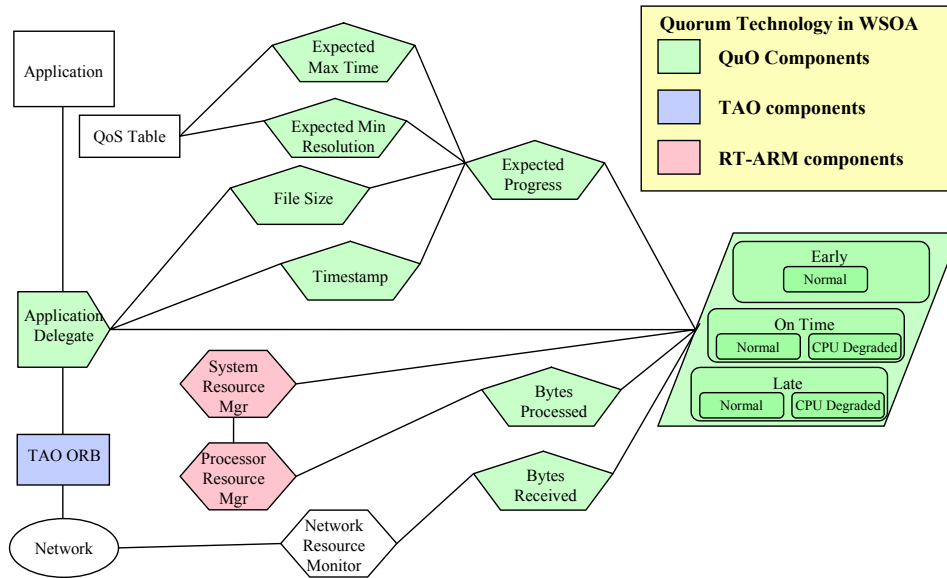 Quorum Technology in WSOA
QuO Components
TAO components
RT-ARM components
Application
QoS Table
Expected
Max Time
Expected Min
Resolution
File Size
Timestamp
Expected
Progress
Application
Delegate
TAO ORB
Network
System
Resource
Mgr
Processor
Resource
Mgr
Network
Resource
Monitor
Bytes
Processed
Bytes
Received
Early
Normal
On Time
Normal
CPU Degraded
Late
Normal
CPU Degraded